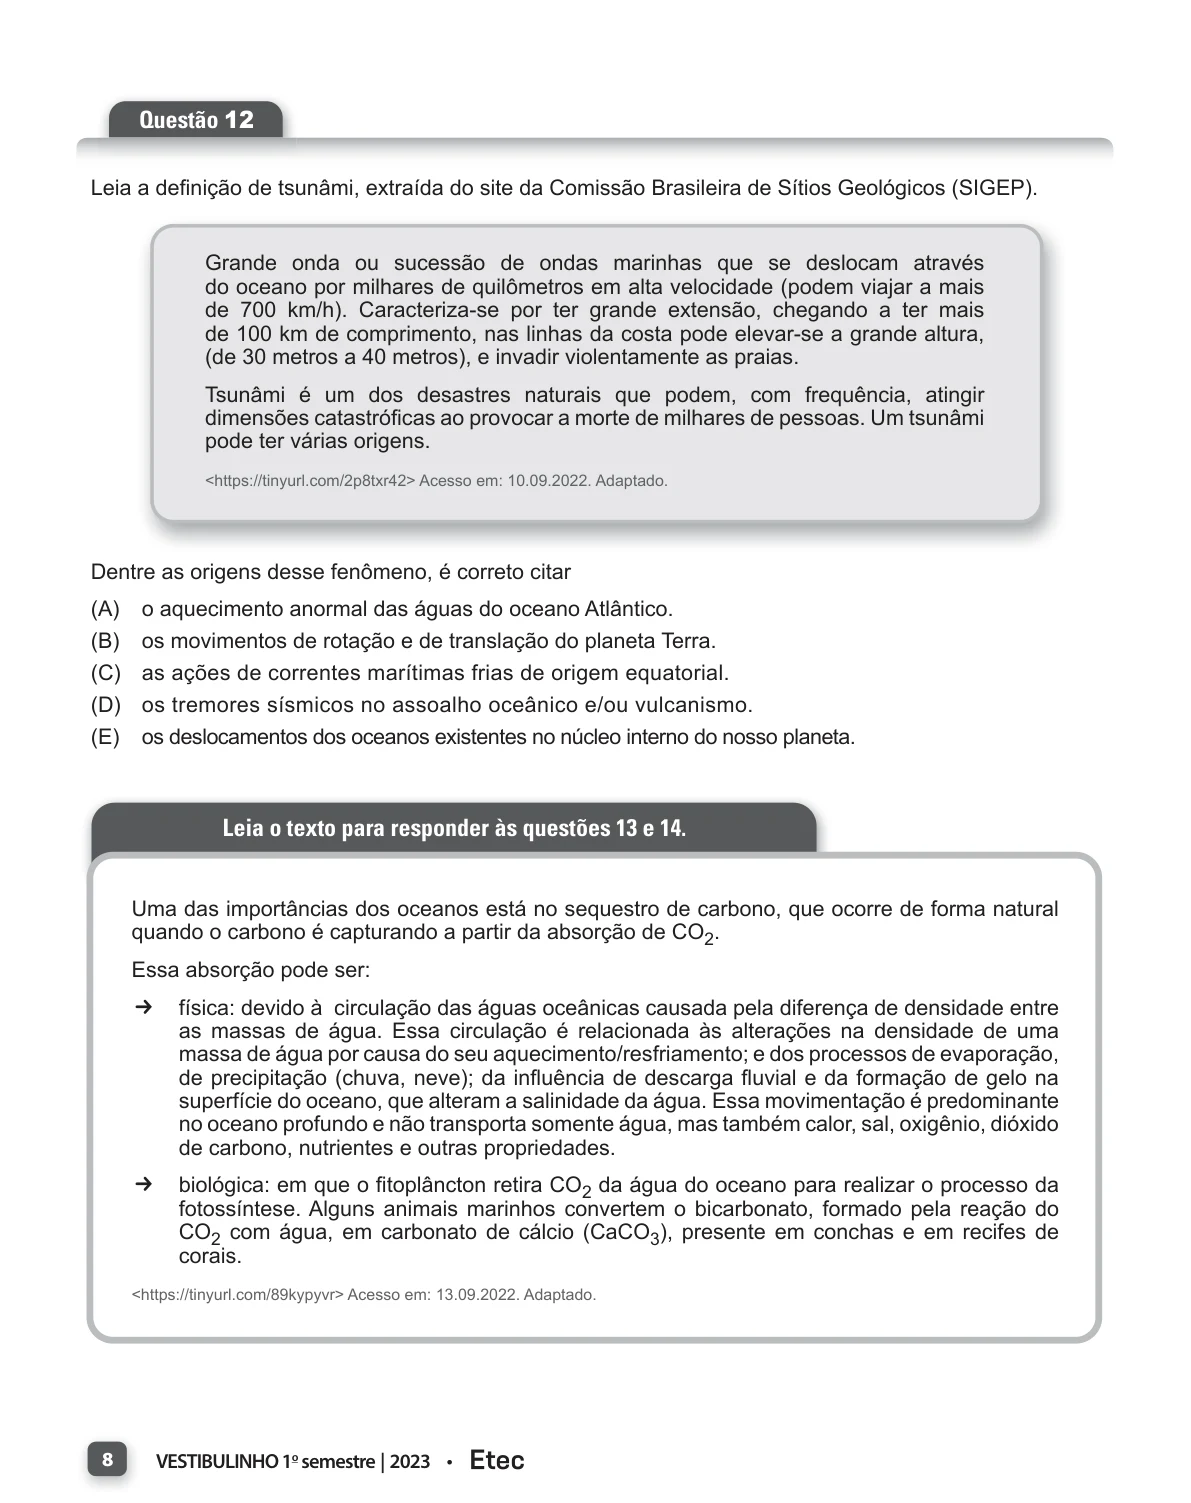 Questão 12
Leia a definição de tsunâmi, extraída do site da Comissão Brasileira de Sítios Geológicos (SIGEP).
Grande onda ou sucessão de ondas marinhas que se deslocam através
do oceano por milhares de quilômetros em alta velocidade (podem viajar a mais
de 700 km/h). Caracteriza-se por ter grande extensão, chegando a ter mais
de 100 km de comprimento, nas linhas da costa pode elevar-se a grande altura,
(de 30 metros a 40 metros), e invadir violentamente as praias.
Tsunâmi é um dos desastres naturais que podem, com frequência, atingir
dimensões catastróficas ao provocar a morte de milhares de pessoas. Um tsunâmi
pode ter várias origens.
<https://tinyurl.com/2p8txr42> Acesso em: 10.09.2022. Adaptado.
Dentre as origens desse fenômeno, é correto citar
(A) o aquecimento anormal das águas do oceano Atlântico.
(B) os movimentos de rotação e de translação do planeta Terra.
(C) as ações de correntes marítimas frias de origem equatorial.
(D) os tremores sísmicos no assoalho oceânico e/ou vulcanismo.
(E) os deslocamentos dos oceanos existentes no núcleo interno do nosso planeta.
Leia o texto para responder às questões 13 e 14.
Uma das importâncias dos oceanos está no sequestro de carbono, que ocorre de forma natural
quando o carbono é capturando a partir da absorção de CO₂.
Essa absorção pode ser:
→ física: devido à circulação das águas oceânicas causada pela diferença de densidade entre
as massas de água. Essa circulação é relacionada às alterações na densidade de uma
massa de água por causa do seu aquecimento/resfriamento; e dos processos de evaporação,
de precipitação (chuva, neve); da influência de descarga fluvial e da formação de gelo na
superfície do oceano, que alteram a salinidade da água. Essa movimentação é predominante
no oceano profundo e não transporta somente água, mas também calor, sal, oxigênio, dióxido
de carbono, nutrientes e outras propriedades.
→ biológica: em que o fitoplâncton retira CO₂ da água do oceano para realizar o processo da
fotossíntese. Alguns animais marinhos convertem o bicarbonato, formado pela reação do
CO₂ com água, em carbonato de cálcio (CaCO₃), presente em conchas e em recifes de
corais.
<https://tinyurl.com/89kypyvr> Acesso em: 13.09.2022. Adaptado.
8 VESTIBULINHO 1º semestre | 2023 • Etec